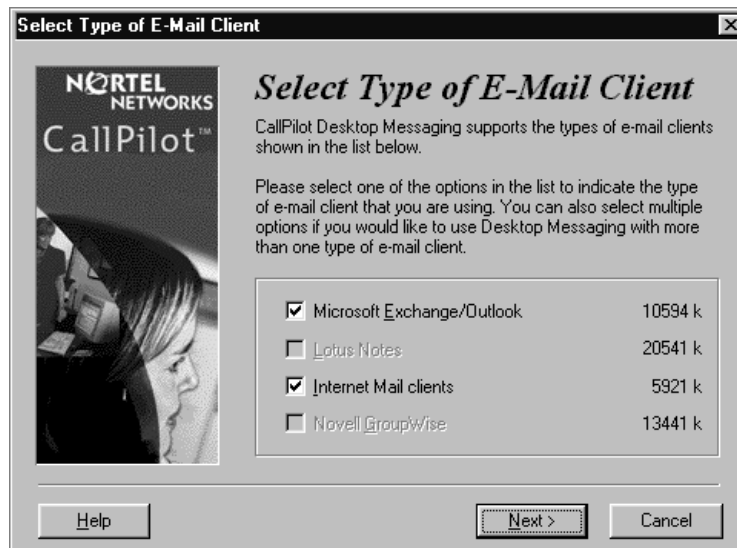 Select Type of E-Mail Client
NORTEL
NETWORKS
CallPilot™
Select Type of E-Mail Client
CallPilot Desktop Messaging supports the types of e-mail clients
shown in the list below.
Please select one of the options in the list to indicate the type
of e-mail client that you are using. You can also select multiple
options if you would like to use Desktop Messaging with more
than one type of e-mail client.
Microsoft Exchange/Outlook 10594 k
Lotus Notes 20541 k
Internet Mail clients 5921 k
Novell GroupWise 13441 k
Help Next > Cancel